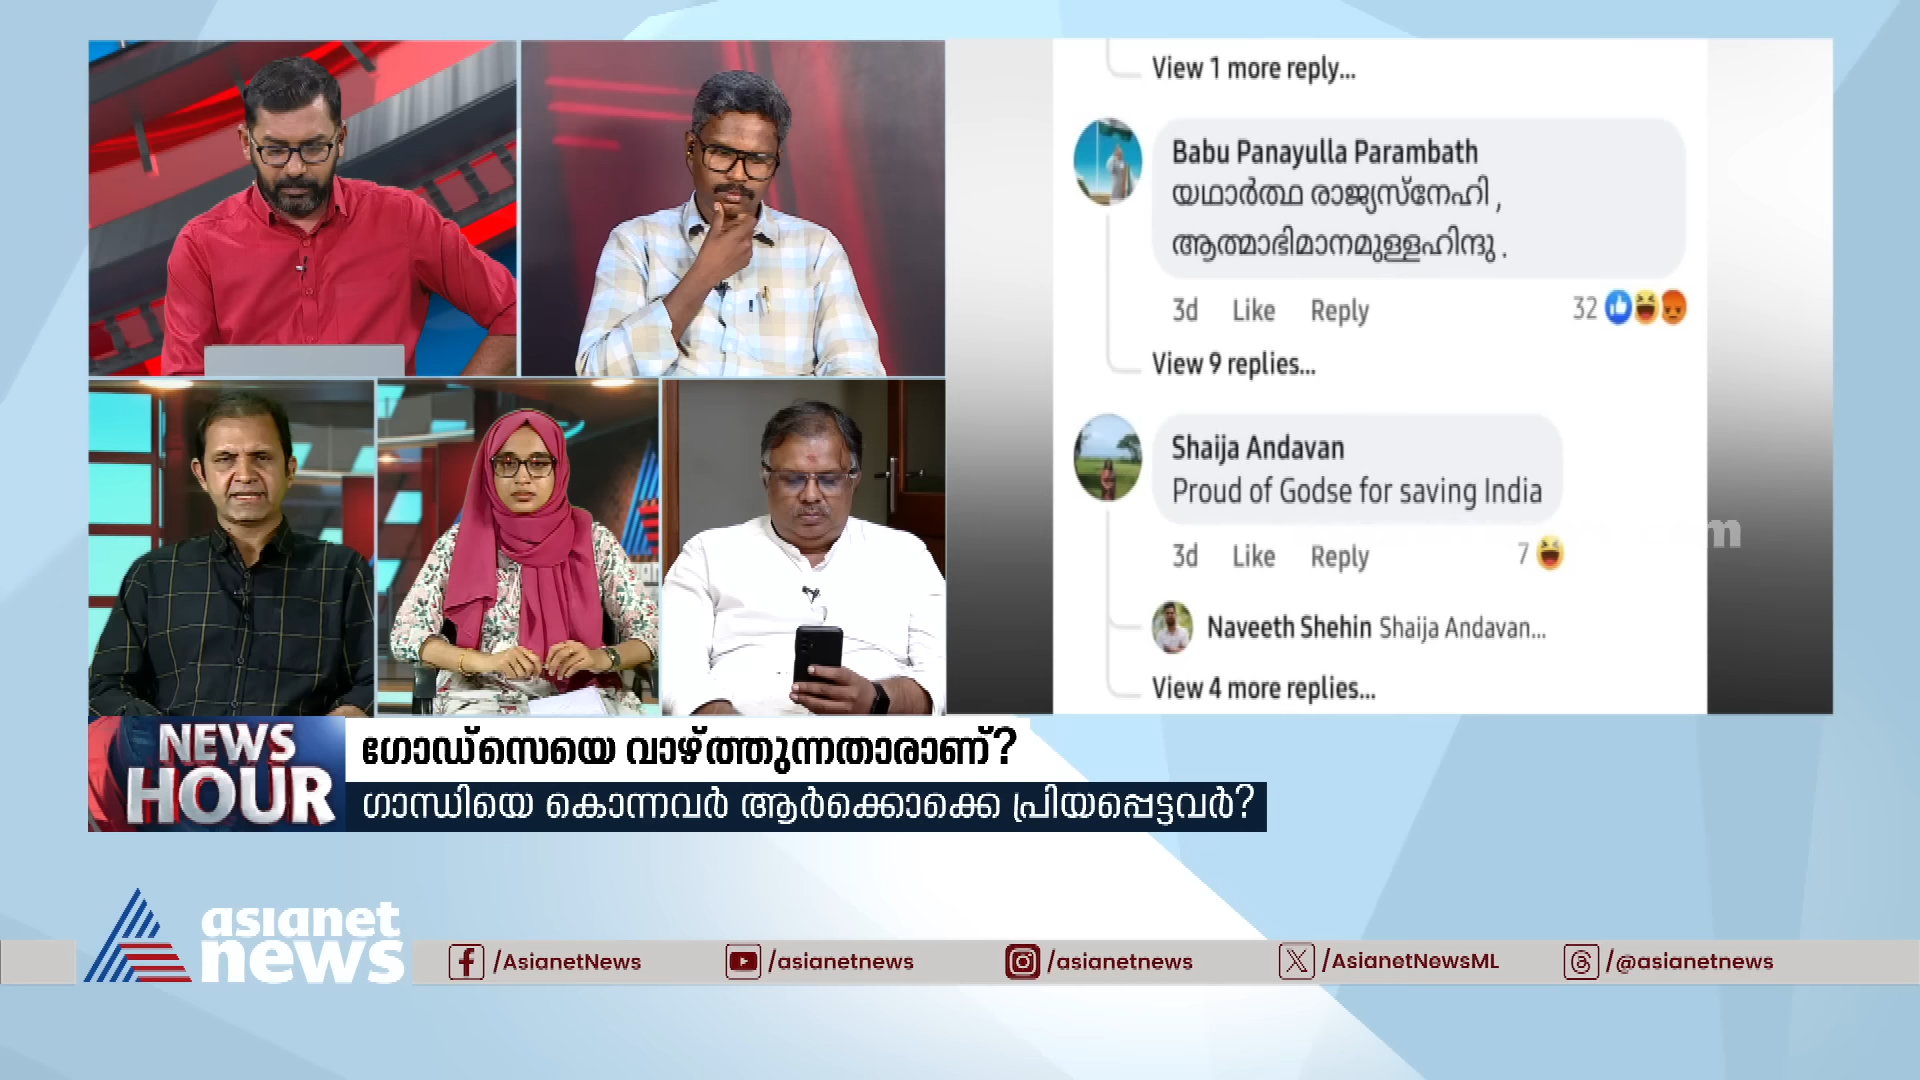 View 1 more reply...
Babu Panayulla Parambath
യഥാർത്ഥ രാജ്യസ്നേഹി ,
ആത്മാഭിമാനമുള്ളഹിന്ദു .
3d Like Reply 32
View 9 replies...
Shaija Andavan
Proud of Godse for saving India
3d Like Reply 7
Naveeth Shehin Shaija Andavan...
View 4 more replies...
NEWS
HOUR
ഗോഡ്സെയെ വാഴ്ത്തുന്നതാരാണ്?
ഗാന്ധിയെ കൊന്നവർ ആർക്കൊക്കെ പ്രിയപ്പെട്ടവർ?
asianet
news
/AsianetNews
/asianetnews
/asianetnews
/AsianetNewsML
/@asianetnews